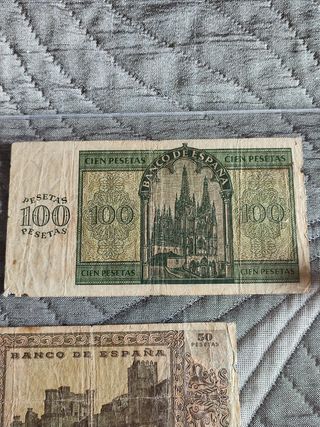 CIEN PESETAS
BANCO DE ESPAÑA
CIEN PESETAS
PESETAS
100
PESETAS
100
100
CIEN PESETAS
CIEN PESETAS
BANCO DE ESPAÑA
50
PESETAS